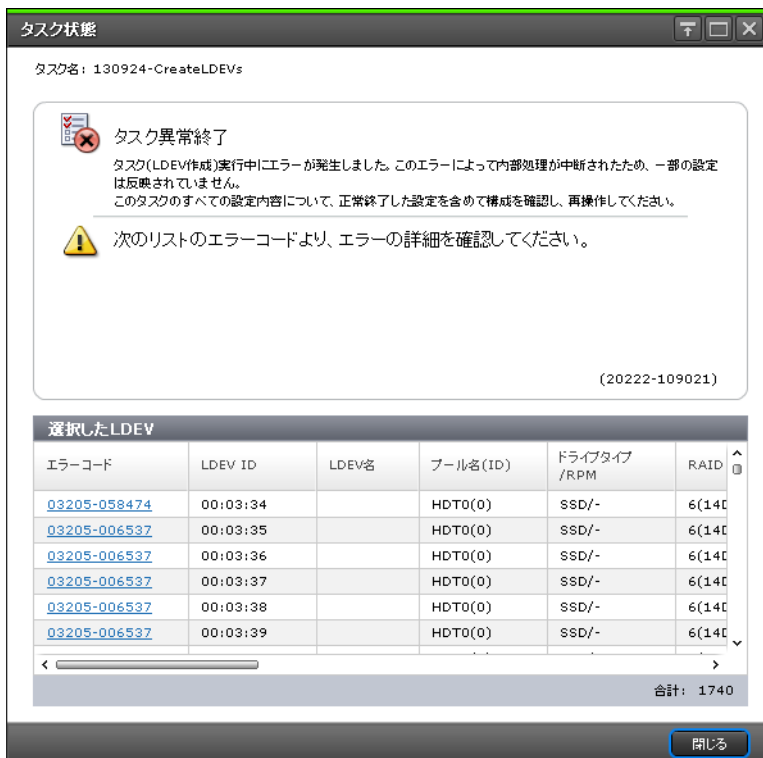 タスク状態
タスク名: 130924-CreateLDEVs
タスク異常終了
タスク(LDEV作成)実行中にエラーが発生しました。このエラーによって内部処理が中断されたため、一部の設定
は反映されていません。
このタスクのすべての設定内容について、正常終了した設定を含めて構成を確認し、再操作してください。
次のリストのエラーコードより、エラーの詳細を確認してください。
(20222-109021)
選択したLDEV
エラーコード LDEV ID LDEV名 プール名(ID) ドライブタイプ/RPM RAID
03205-058474 00:03:34 HDT0(0) SSD/- 6(14D
03205-006537 00:03:35 HDT0(0) SSD/- 6(14D
03205-006537 00:03:36 HDT0(0) SSD/- 6(14D
03205-006537 00:03:37 HDT0(0) SSD/- 6(14D
03205-006537 00:03:38 HDT0(0) SSD/- 6(14D
03205-006537 00:03:39 HDT0(0) SSD/- 6(14D
合計: 1740
閉じる